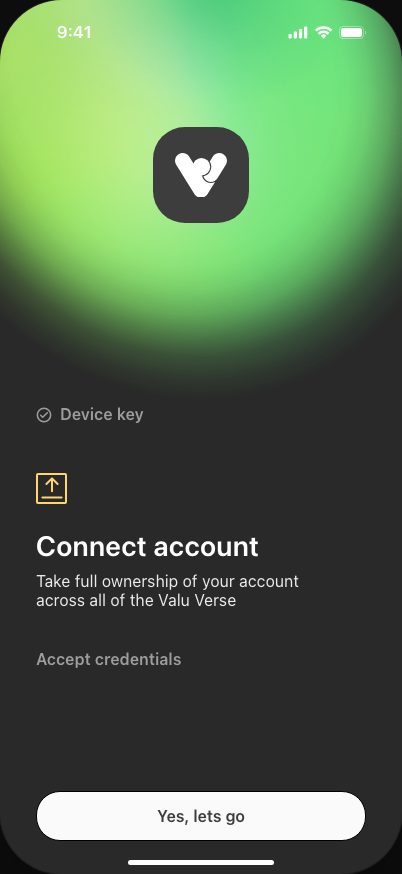 9:41
Device key
Connect account
Take full ownership of your account
across all of the Valu Verse
Accept credentials
Yes, lets go